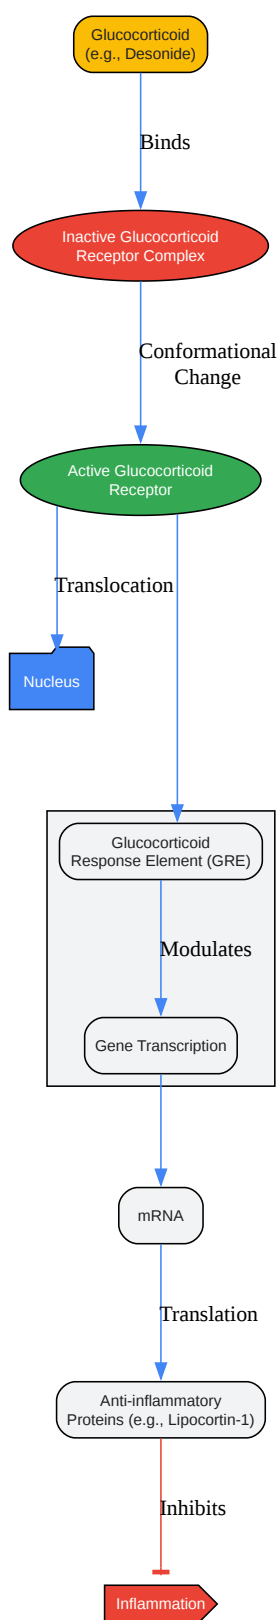 Glucocorticoid
(e.g., Desonide)
Binds
Inactive Glucocorticoid
Receptor Complex
Conformational
Change
Active Glucocorticoid
Receptor
Translocation
Nucleus
Glucocorticoid
Response Element (GRE)
Modulates
Gene Transcription
mRNA
Translation
Anti-inflammatory
Proteins (e.g., Lipocortin-1)
Inhibits
Inflammation